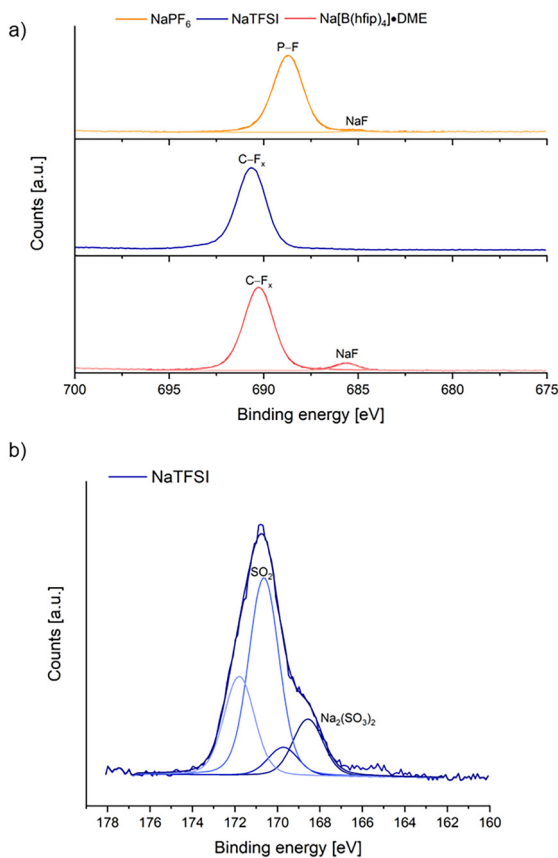 a)
NaPF₆ NaTFSI Na[B(hfip)₄]•DME
P–F
NaF
C–Fₓ
C–Fₓ
NaF
Counts [a.u.]
700 695 690 685 680 675
Binding energy [eV]
b)
NaTFSI
SO₂
Na₂(SO₃)₂
Counts [a.u.]
178 176 174 172 170 168 166 164 162 160
Binding energy [eV]